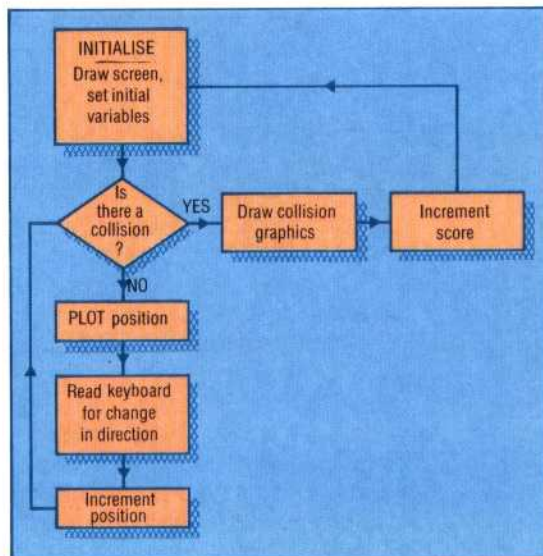 INITIALISE
Draw screen,
set initial
variables
Is
there a
collision
?
YES
Draw collision
graphics
Increment
score
NO
PLOT position
Read keyboard
for change
in direction
Increment
position